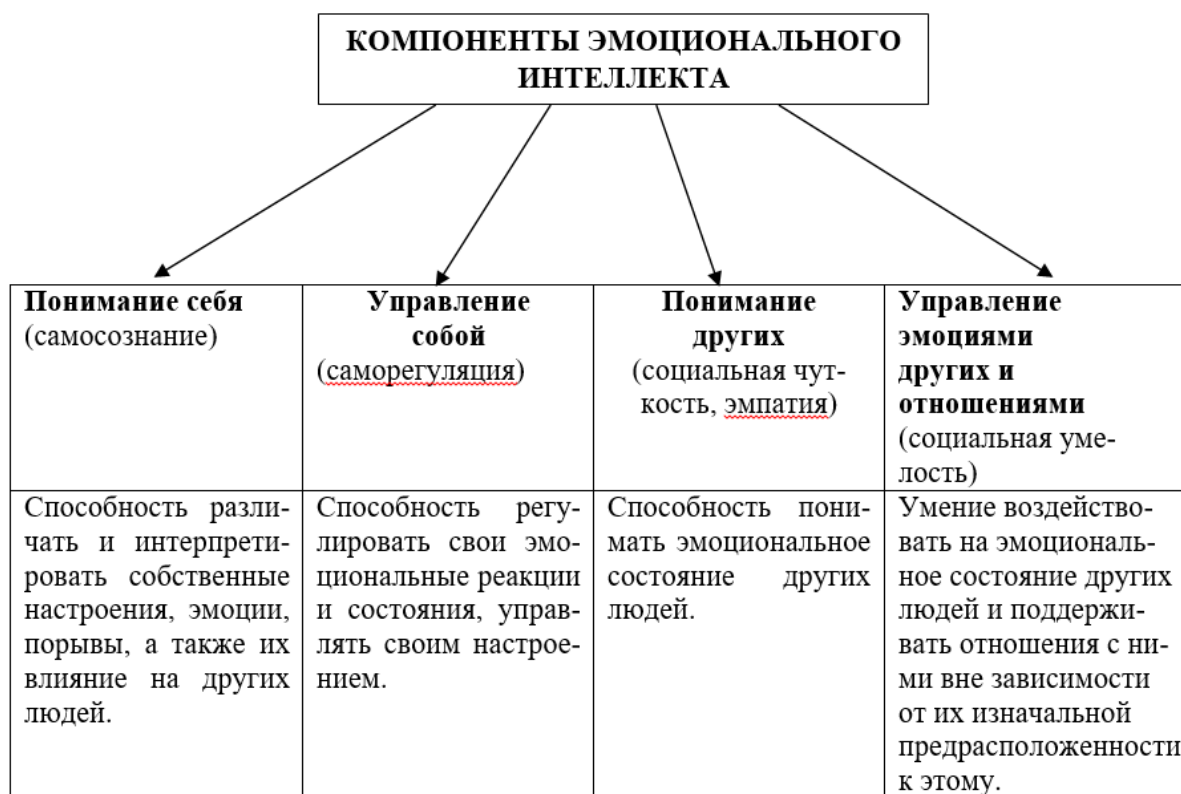 КОМПОНЕНТЫ ЭМОЦИОНАЛЬНОГО
ИНТЕЛЛЕКТА
Понимание себя
(самосознание)
Управление
собой
(саморегуляция)
Понимание
других
(социальная чут-
кость, эмпатия)
Управление
эмоциями
других и
отношениями
(социальная уме-
лость)
Способность разли-
чать и интерпрети-
ровать собственные
настроения, эмоции,
порывы, а также их
влияние на других
людей.
Способность регу-
лировать свои эмо-
циональные реакции
и состояния, управ-
лять своим настрое-
нием.
Способность пони-
мать эмоциональное
состояние других
людей.
Умение воздейство-
вать на эмоциональ-
ное состояние других
людей и поддержи-
вать отношения с ни-
ми вне зависимости
от их изначальной
предрасположенности
к этому.